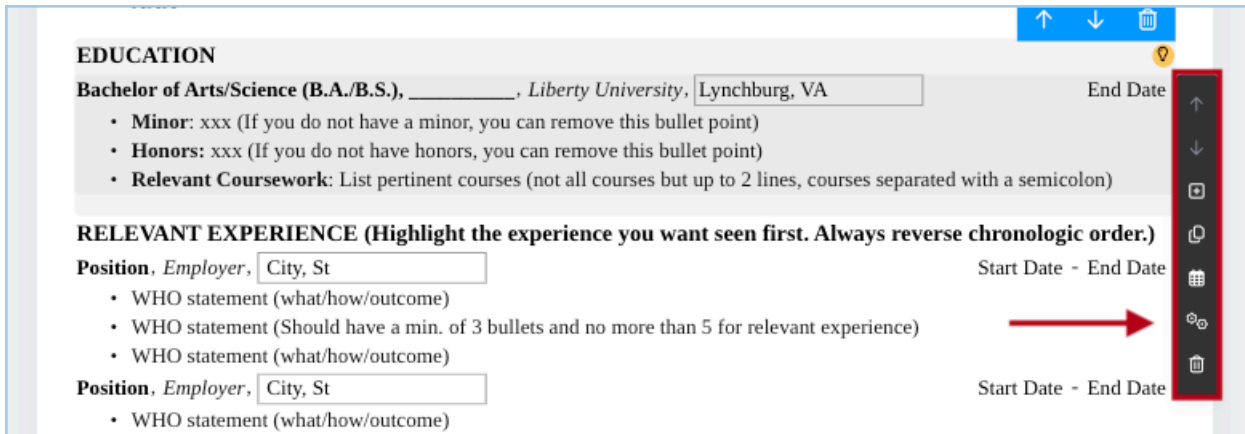 EDUCATION
Bachelor of Arts/Science (B.A./B.S.), __________, Liberty University, Lynchburg, VA End Date
• Minor: xxx (If you do not have a minor, you can remove this bullet point)
• Honors: xxx (If you do not have honors, you can remove this bullet point)
• Relevant Coursework: List pertinent courses (not all courses but up to 2 lines, courses separated with a semicolon)
RELEVANT EXPERIENCE (Highlight the experience you want seen first. Always reverse chronologic order.)
Position, Employer, City, St Start Date - End Date
• WHO statement (what/how/outcome)
• WHO statement (Should have a min. of 3 bullets and no more than 5 for relevant experience)
• WHO statement (what/how/outcome)
Position, Employer, City, St Start Date - End Date
• WHO statement (what/how/outcome)